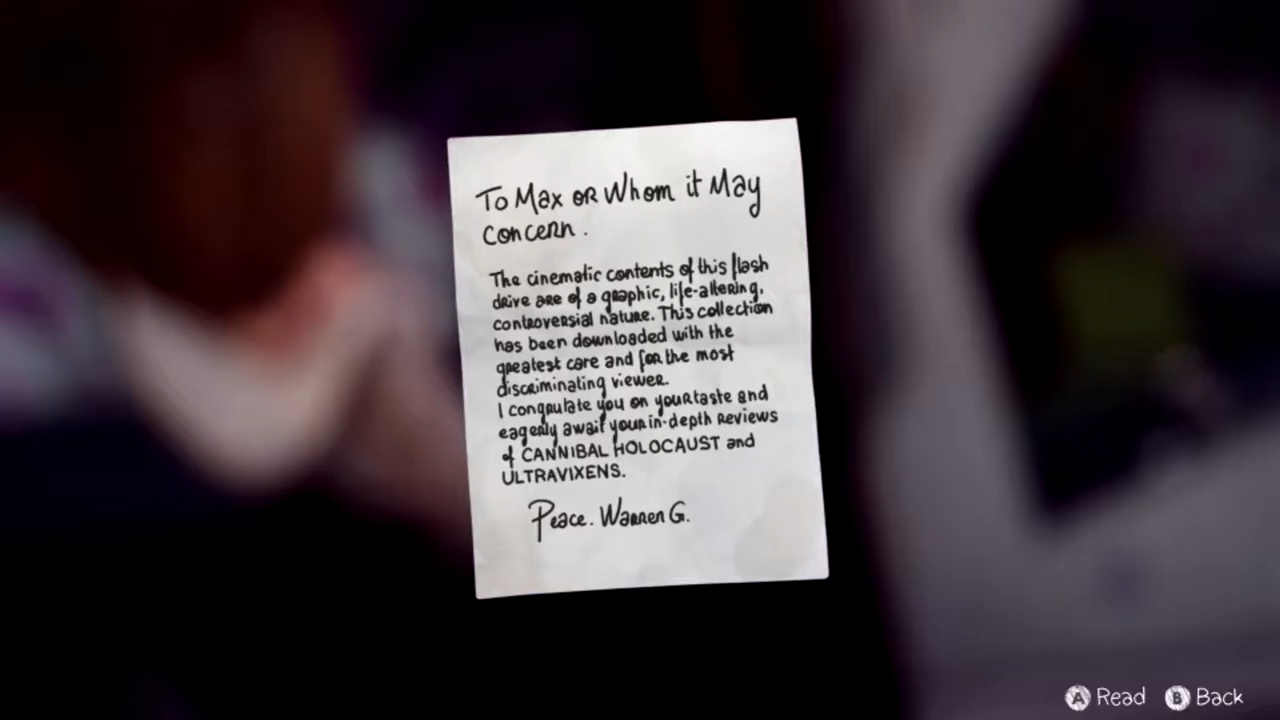 To Max or Whom it May
Concern.
The cinematic contents of this flash
drive are of a graphic, life-altering,
controversial nature. This collection
has been downloaded with the
greatest care and for the most
discriminating viewer.
I congrulate you on your taste and
eagerly await your in-depth reviews
of CANNIBAL HOLOCAUST and
ULTRAVIXENS.
Peace. Warren G.
A Read B Back